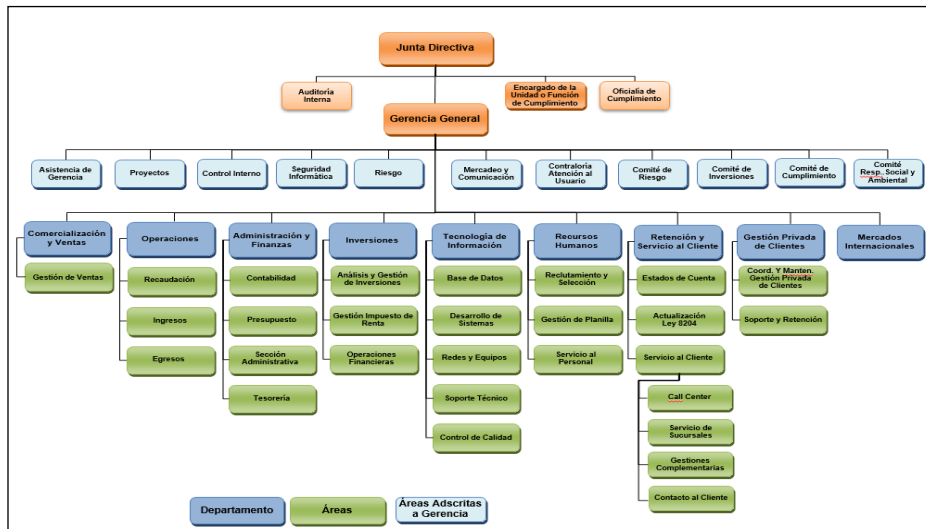 Junta Directiva
Auditoría
Interna
Encargado de la
Unidad o Función
de Cumplimiento
Oficialía de
Cumplimiento
Gerencia General
Asistencia de
Gerencia
Proyectos
Control Interno
Seguridad
Informática
Riesgo
Mercadeo y
Comunicación
Contraloría
Atención al
Usuario
Comité de
Riesgo
Comité de
Inversiones
Comité de
Cumplimiento
Comité
Resp.. Social y
Ambiental
Comercialización
y Ventas
Operaciones
Administración y
Finanzas
Inversiones
Tecnología de
Información
Recursos
Humanos
Retención y
Servicio al Cliente
Gestión Privada
de Clientes
Mercados
Internacionales
Gestión de Ventas
Recaudación
Ingresos
Egresos
Contabilidad
Presupuesto
Sección
Administrativa
Tesorería
Análisis y Gestión
de Inversiones
Gestión Impuesto de
Renta
Operaciones
Financieras
Base de Datos
Desarrollo de
Sistemas
Redes y Equipos
Soporte Técnico
Control de Calidad
Reclutamiento y
Selección
Gestión de Planilla
Servicio al
Personal
Estados de Cuenta
Actualización
Ley 8204
Servicio al Cliente
Call Center
Servicio de
Sucursales
Gestiones
Complementarias
Contacto al Cliente
Coord. Y Manten.
Gestión Privada
de Clientes
Soporte y Retención
Departamento
Áreas
Áreas Adscritas
a Gerencia